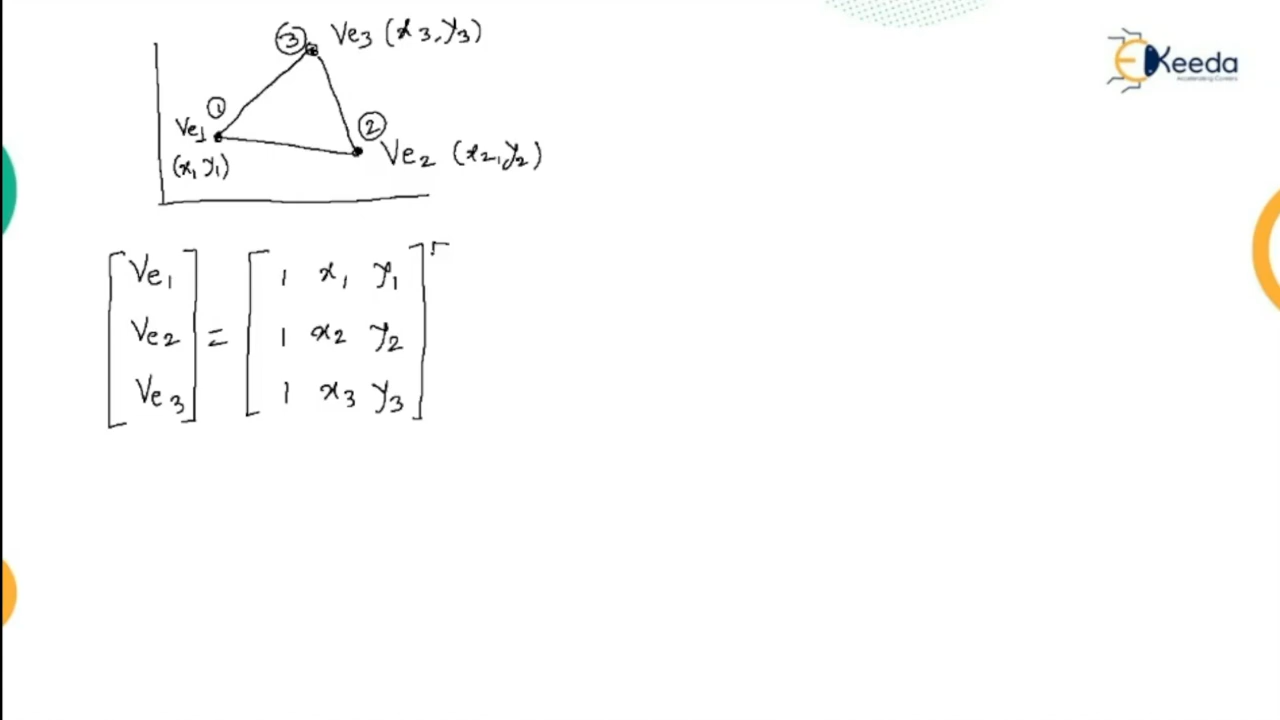 ③ Ve3 (x3, y3)
EKeeda
①
Ve1
②
Ve2 (x2, y2)
(x1 y1)
[Ve1] = [1 x1 y1] [
[Ve2] [1 x2 y2]
[Ve3] [1 x3 y3]